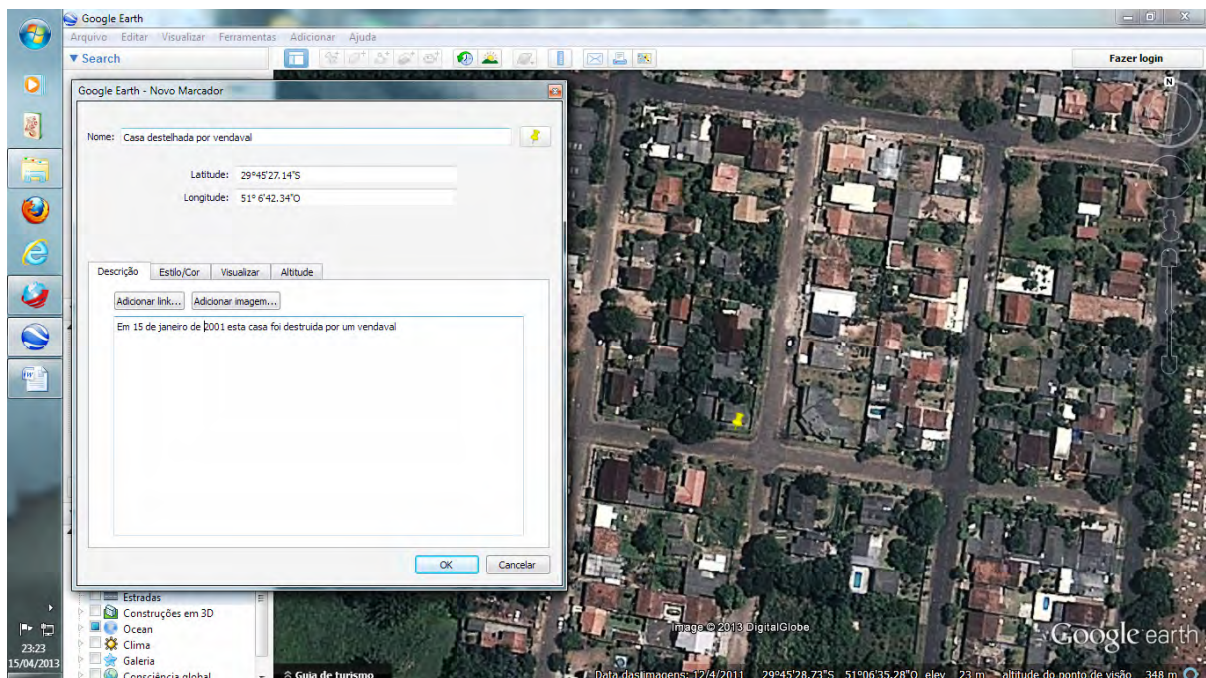 Google Earth
Arquivo Editar Visualizar Ferramentas Adicionar Ajuda
Search
Fazer login
N
Google Earth - Novo Marcador
Nome: Casa destelhada por vendaval
Latitude: 29°45'27.14"S
Longitude: 51° 6'42.34"O
Descrição Estilo/Cor Visualizar Altitude
Adicionar link... Adicionar imagem...
Em 15 de janeiro de 2001 esta casa foi destruida por um vendaval
OK Cancelar
Estradas
Construções em 3D
Ocean
Clima
Galeria
Consciência global
Guia de turismo
Image © 2013 DigitalGlobe
Google earth
Data das imagens: 12/4/2011 29°45'28.73"S 51°06'35.28"O elev 23 m altitude do ponto de visão 348 m
23:23
15/04/2013